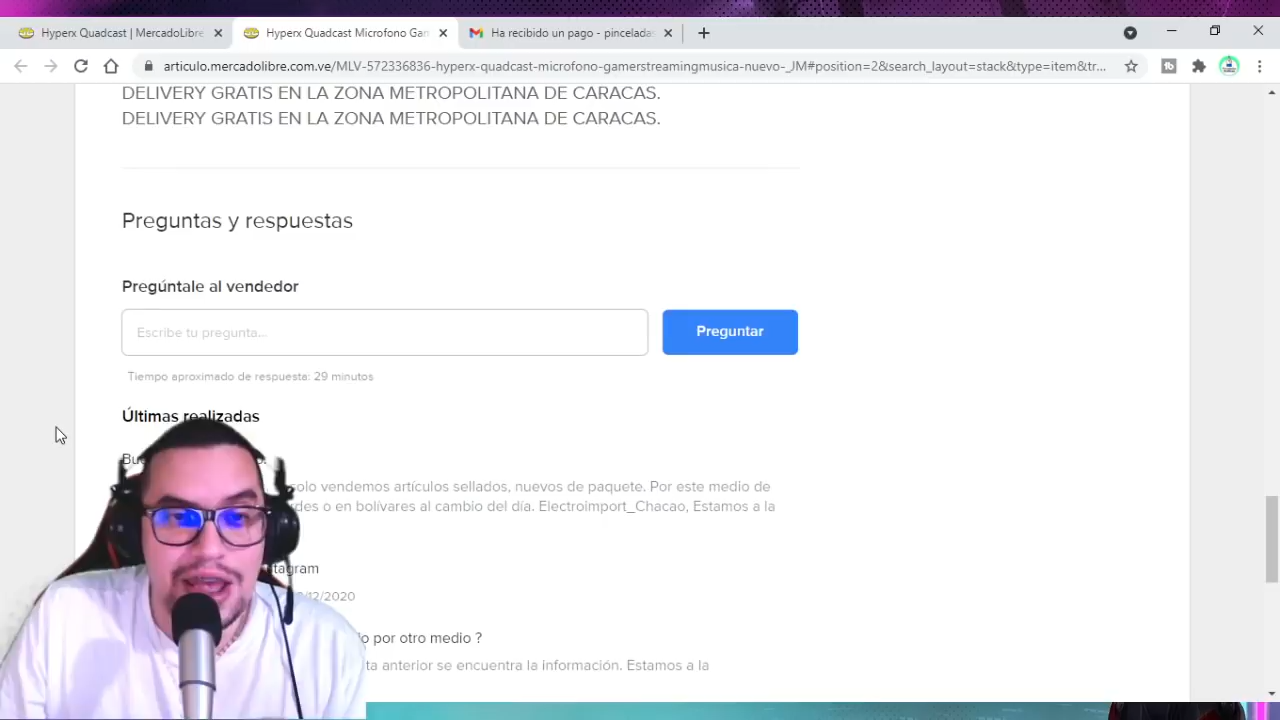 Hyperx Quadcast | MercadoLibre
Hyperx Quadcast Microfono Gam
Ha recibido un pago - pinceladas
articulo.mercadolibre.com.ve/MLV-572336836-hyperx-quadcast-microfono-gamerstreamingmusica-nuevo-_JM#position=2&search_layout=stack&type=item&tr...
DELIVERY GRATIS EN LA ZONA METROPOLITANA DE CARACAS.
DELIVERY GRATIS EN LA ZONA METROPOLITANA DE CARACAS.
Preguntas y respuestas
Pregúntale al vendedor
Escribe tu pregunta...
Preguntar
Tiempo aproximado de respuesta: 29 minutos
Últimas realizadas
solo vendemos artículos sellados, nuevos de paquete. Por este medio de
o en bolívares al cambio del día. Electroimport_Chacao, Estamos a la
/12/2020
por otro medio ?
anterior se encuentra la información. Estamos a la